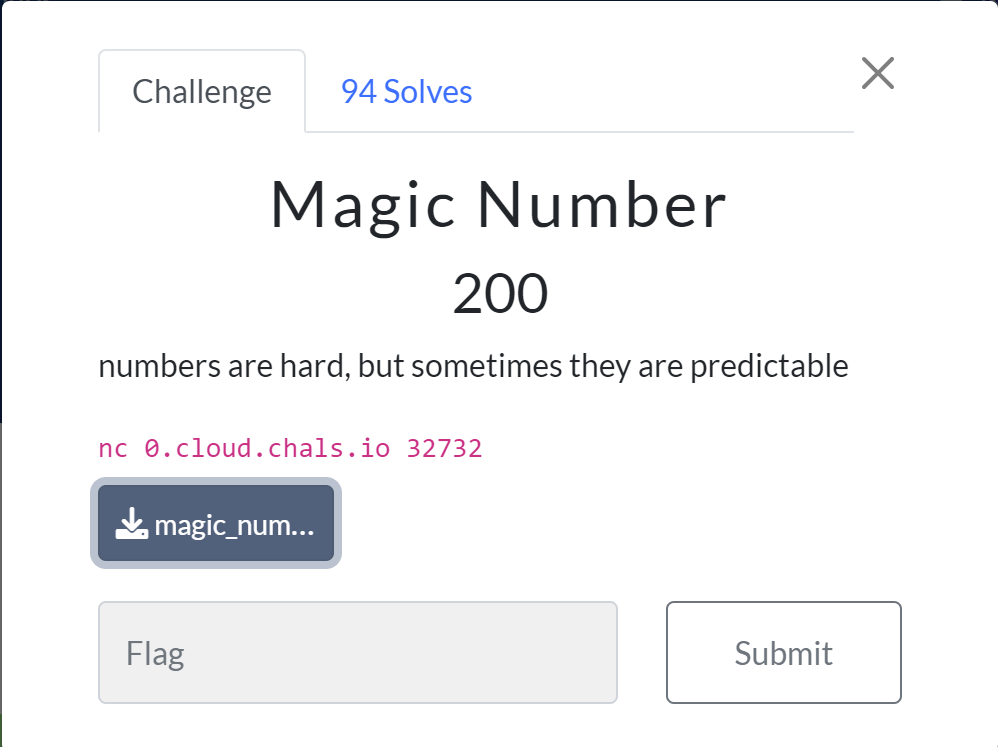 Challenge
94 Solves
Magic Number
200
numbers are hard, but sometimes they are predictable
nc 0.cloud.chals.io 32732
magic_num...
Flag
Submit